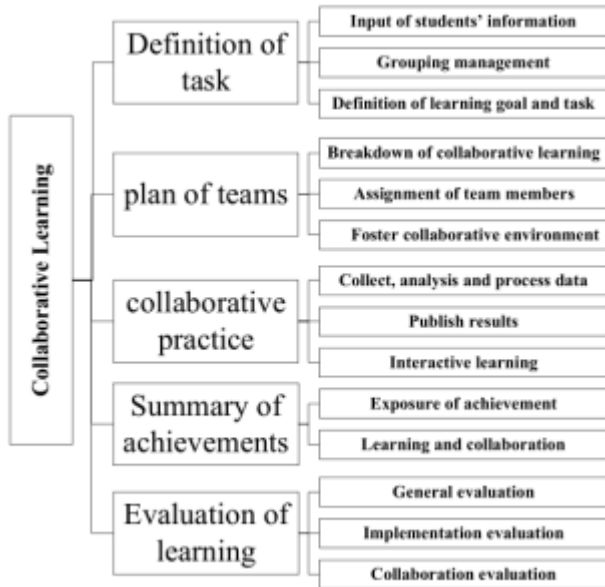 Collaborative Learning
Definition of
task
Input of students' information
Grouping management
Definition of learning goal and task
plan of teams
Breakdown of collaborative learning
Assignment of team members
Foster collaborative environment
collaborative
practice
Collect, analysis and process data
Publish results
Interactive learning
Summary of
achievements
Exposure of achievement
Learning and collaboration
Evaluation of
learning
General evaluation
Implementation evaluation
Collaboration evaluation